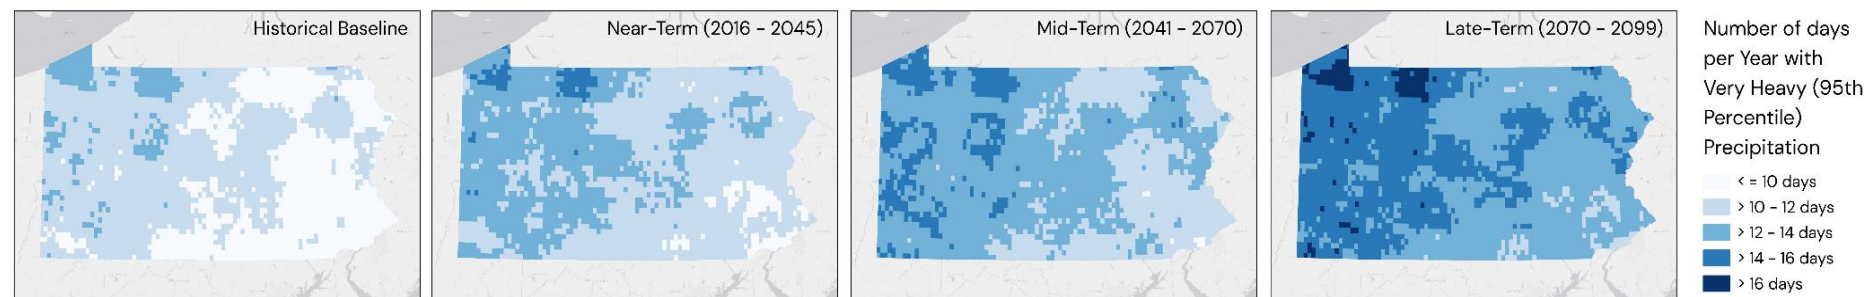 Historical Baseline
Near-Term (2016 - 2045)
Mid-Term (2041 - 2070)
Late-Term (2070 - 2099)
Number of days
per Year with
Very Heavy (95th
Percentile)
Precipitation
< = 10 days
> 10 - 12 days
> 12 - 14 days
> 14 - 16 days
> 16 days